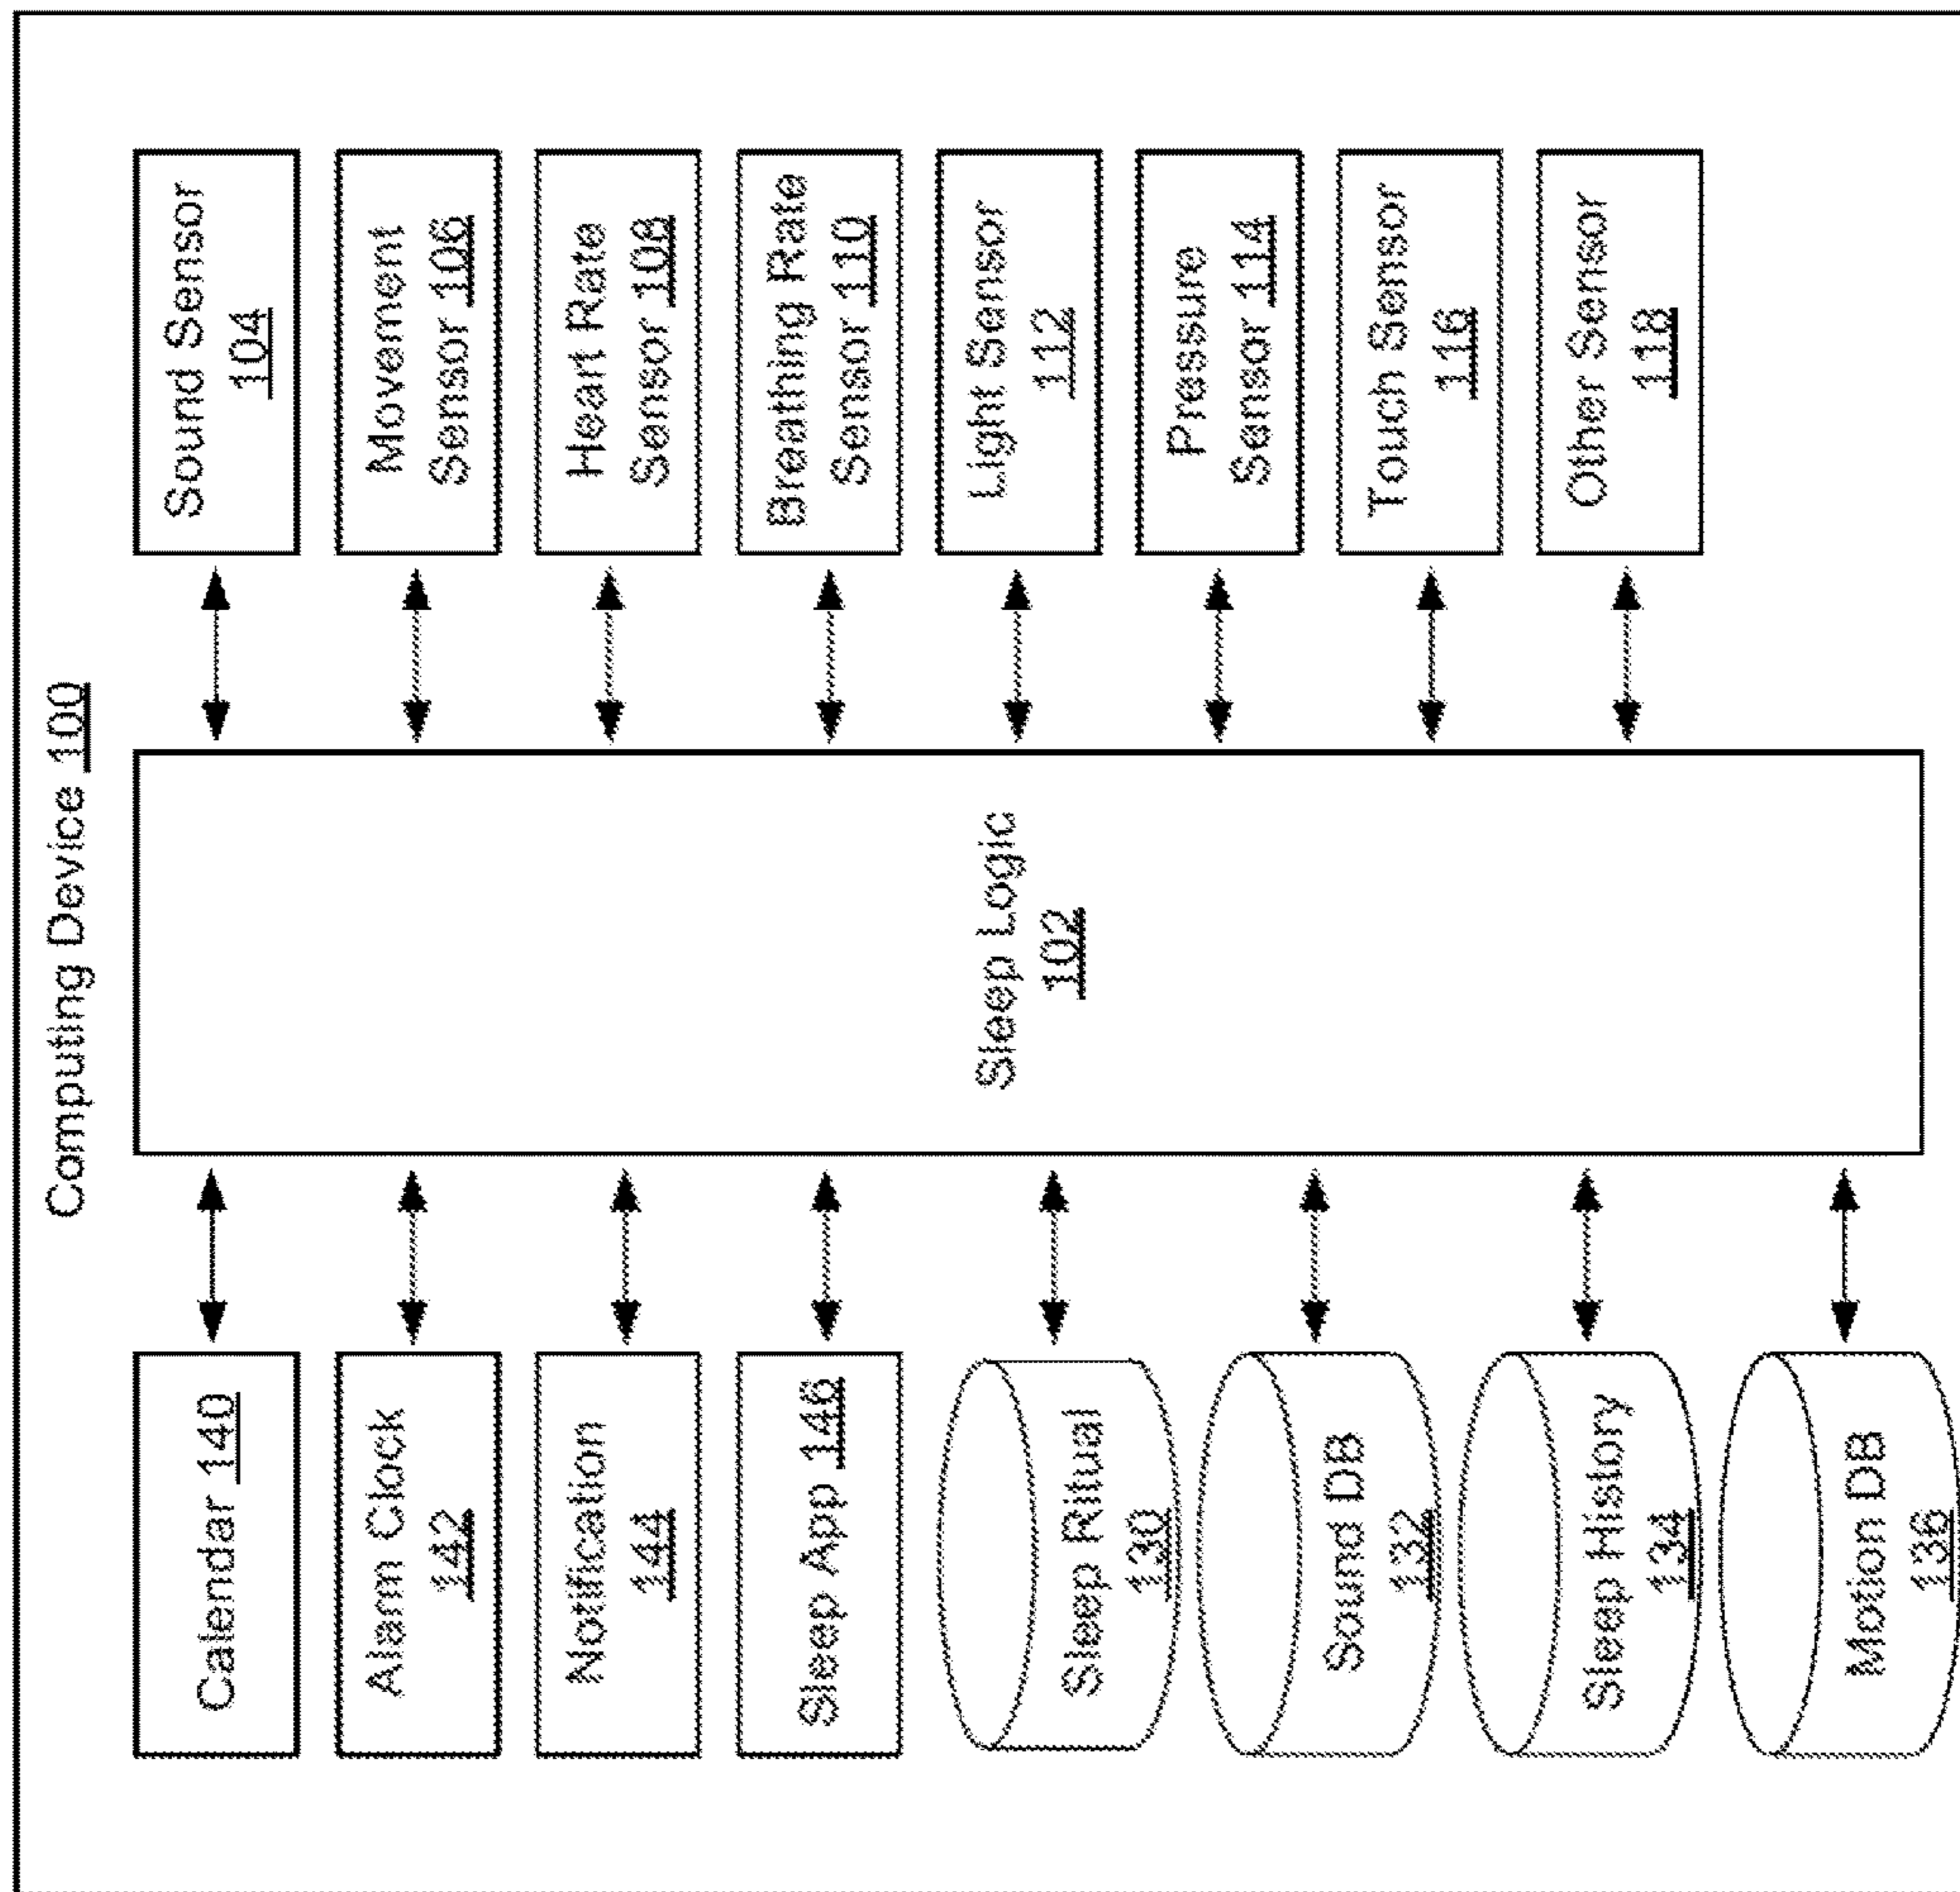 Computing Device 100
Calendar 140
Alarm Clock
142
Notification
144
Sleep App 146
Sleep Ritual
130
Sound DB
132
Sleep History
134
Motion DB
136
Sleep Logic
102
Sound Sensor
104
Movement
Sensor 106
Heart Rate
Sensor 108
Breathing Rate
Sensor 110
Light Sensor
112
Pressure
Sensor 114
Touch Sensor
116
Other Sensor
118